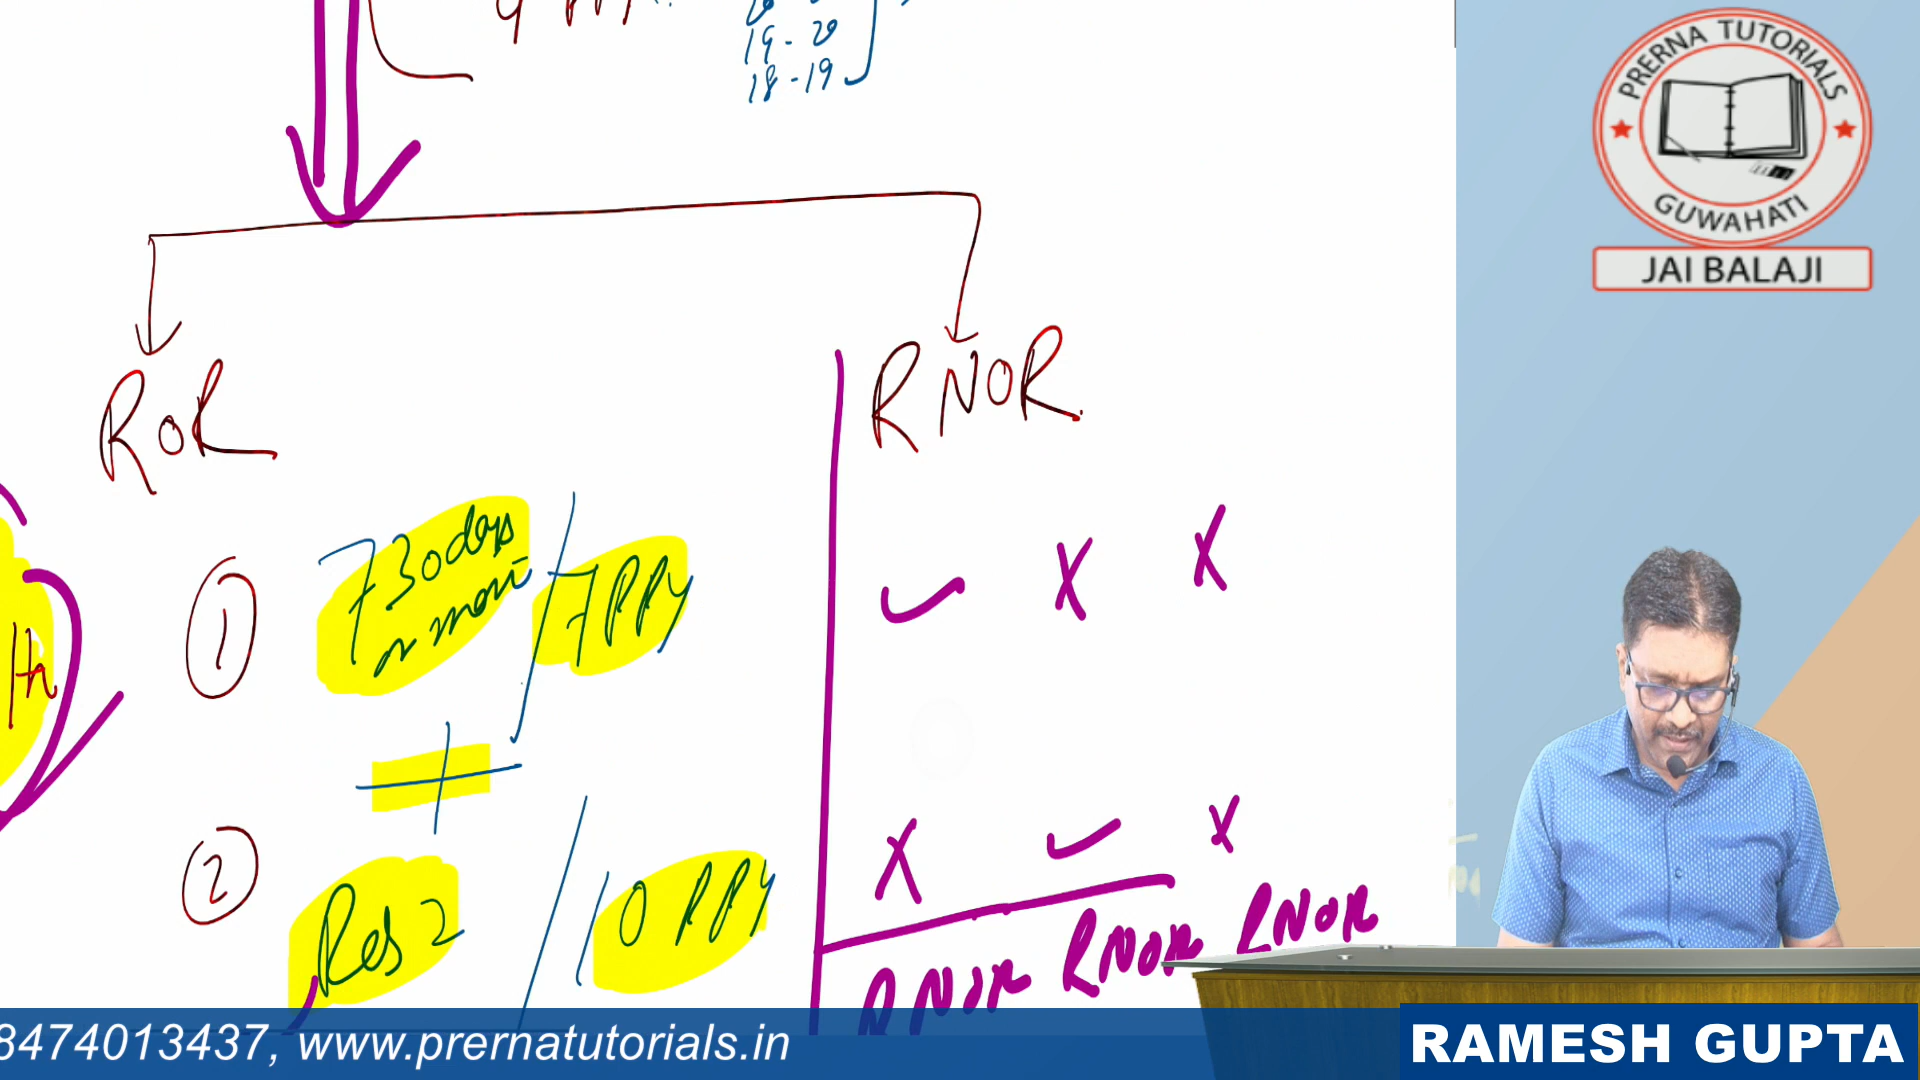 19-20
18-19
PRERNA TUTORIALS
GUWAHATI
JAI BALAJI
ROR
RNOR
① 730 days or more / 7 PPY ✓ X X
+
② Res 2 / 10 PPY X ✓ X
RNOR RNOR RNOR
8474013437, www.prernatutorials.in
RAMESH GUPTA